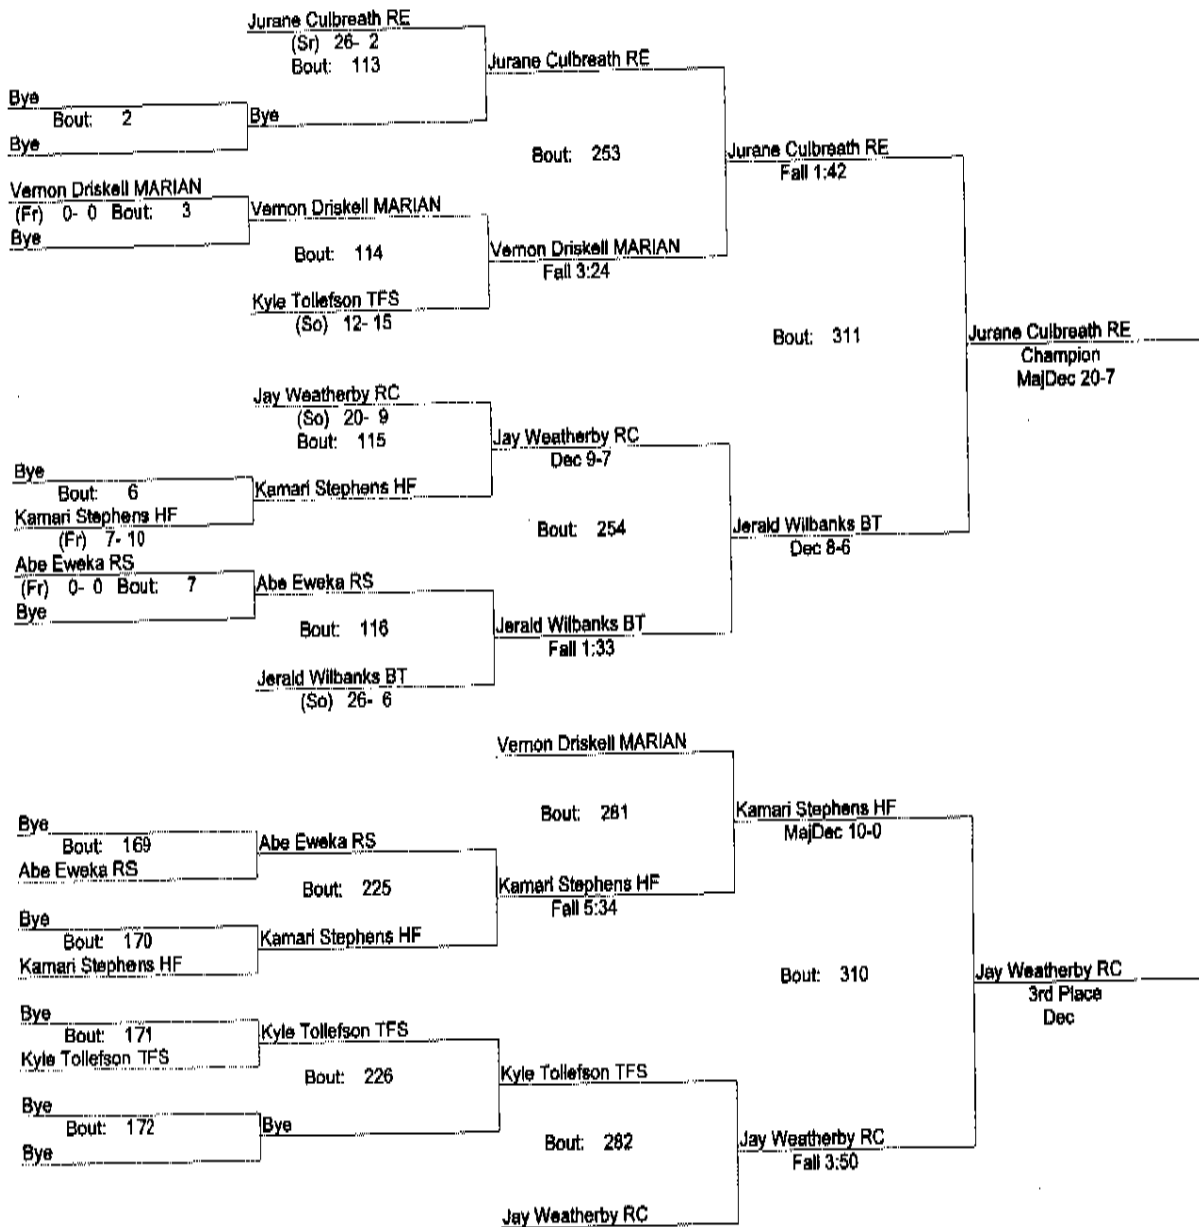 Jurane Culbreath RE
(Sr) 26- 2
Bout: 113
Jurane Culbreath RE
Bye
Bout: 2
Bye
Bye
Bout: 253
Jurane Culbreath RE
Fall 1:42
Vernon Driskell MARIAN
(Fr) 0- 0 Bout: 3
Bye
Vernon Driskell MARIAN
Bout: 114
Vernon Driskell MARIAN
Fall 3:24
Kyle Tollefson TFS
(So) 12- 15
Bout: 311
Jurane Culbreath RE
Champion
MajDec 20-7
Jay Weatherby RC
(So) 20- 9
Bout: 115
Jay Weatherby RC
Dec 9-7
Bye
Bout: 6
Kamari Stephens HF
(Fr) 7- 10
Kamari Stephens HF
Bout: 254
Jerald Wilbanks BT
Dec 8-6
Abe Eweka RS
(Fr) 0- 0 Bout: 7
Bye
Abe Eweka RS
Bout: 116
Jerald Wilbanks BT
Fall 1:33
Jerald Wilbanks BT
(So) 26- 6
Vernon Driskell MARIAN
Bout: 281
Kamari Stephens HF
MajDec 10-0
Bye
Bout: 169
Abe Eweka RS
Abe Eweka RS
Bout: 225
Kamari Stephens HF
Fall 5:34
Bye
Bout: 170
Kamari Stephens HF
Kamari Stephens HF
Bout: 310
Jay Weatherby RC
3rd Place
Dec
Bye
Bout: 171
Kyle Tollefson TFS
Kyle Tollefson TFS
Bout: 226
Kyle Tollefson TFS
Bye
Bout: 172
Bye
Bye
Bout: 282
Jay Weatherby RC
Fall 3:50
Jay Weatherby RC